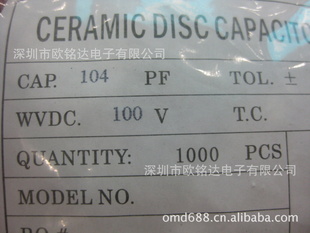 CERAMIC DISC CAPACITO
深圳市欧铭达电子有限公司
CAP. 104 PF TOL. ±
WVDC. 100 V T.C.
QUANTITY: 1000 PCS
深圳市欧铭达电子有限公司
MODEL NO.
omd688.cn.alibaba.com
P.O.#